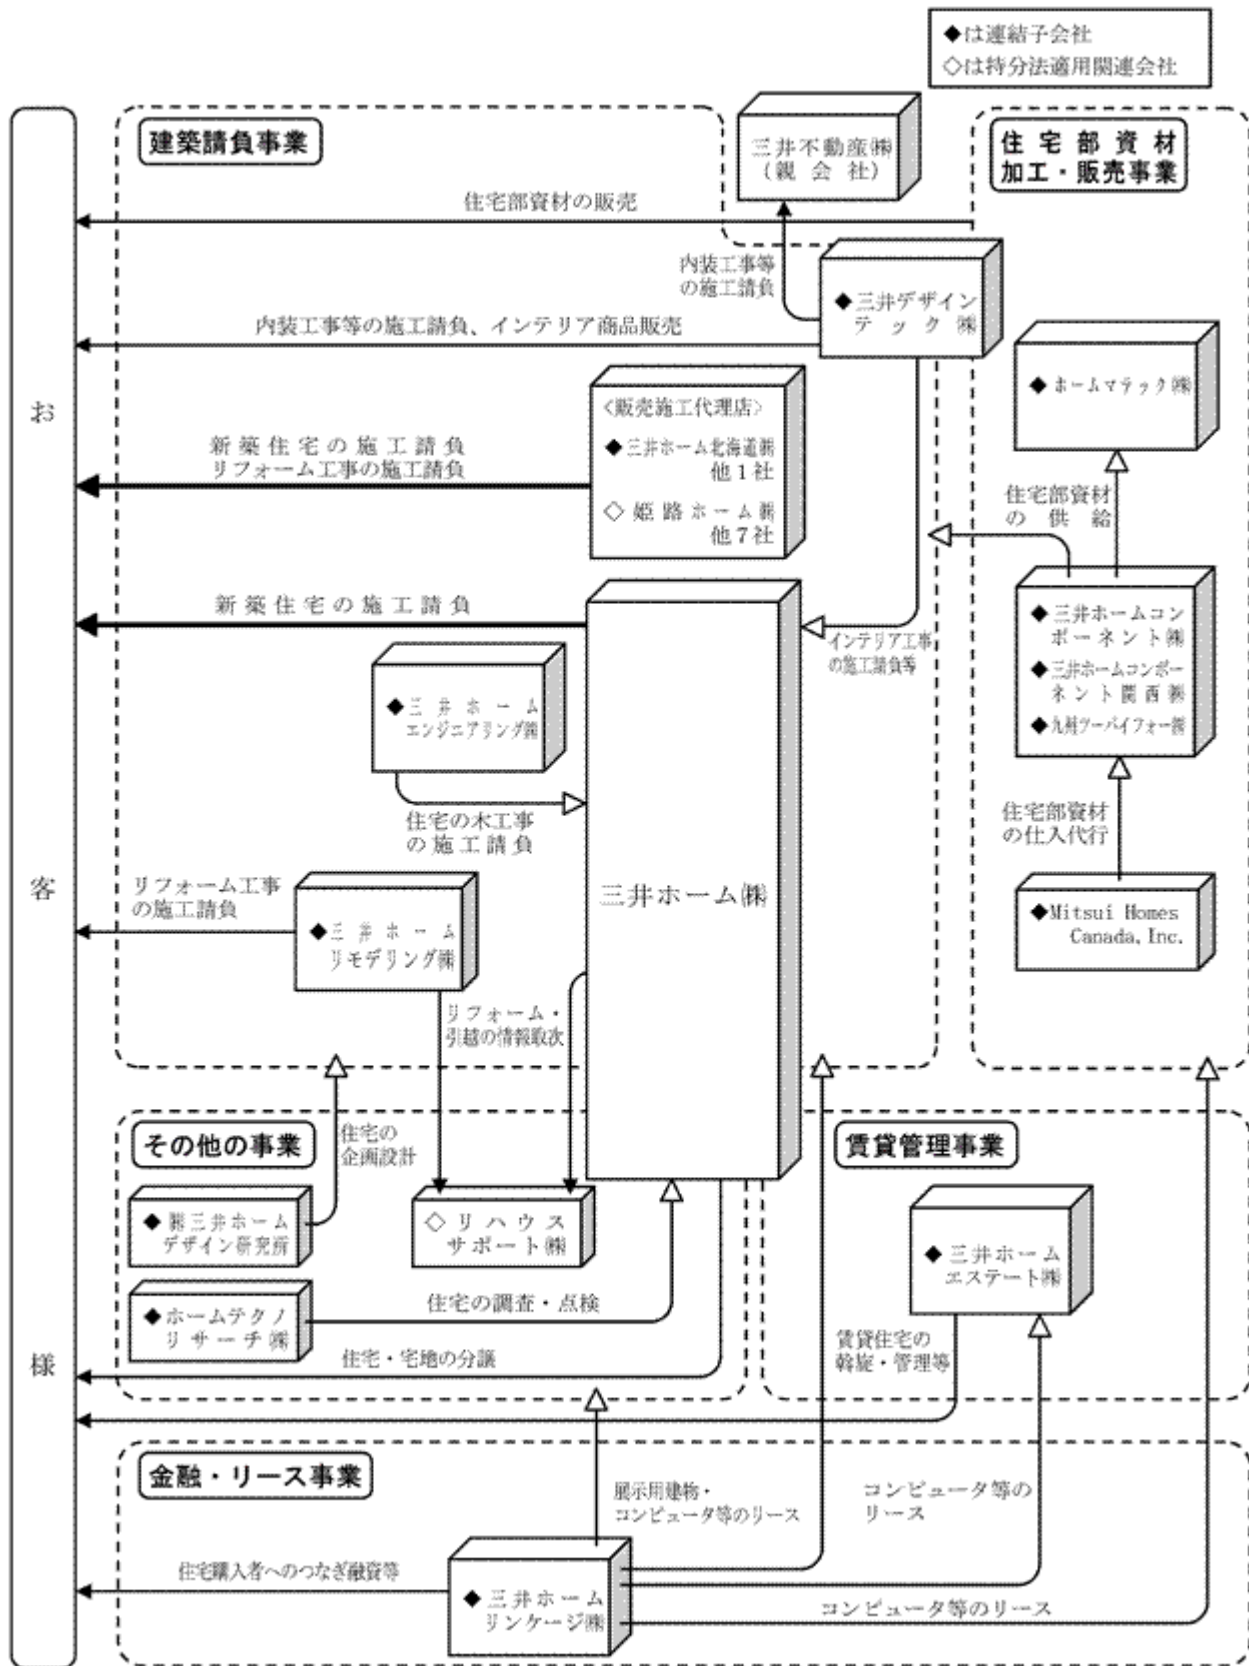 ◆は連結子会社
◇は持分法適用関連会社
建築請負事業
三井不動産㈱
(親会社)
住宅部資材
加工・販売事業
住宅部資材の販売
内装工事等
の施工請負
◆三井デザイン
テック㈱
内装工事等の施工請負、インテリア商品販売
◆ホームマテック㈱
<販売施工代理店>
◆三井ホーム北海道㈱
他1社
◇姫路ホーム㈱
他7社
新築住宅の施工請負
リフォーム工事の施工請負
住宅部資材
の供給
新築住宅の施工請負
インテリア工事
の施工請負等
◆三井ホームコン
ポーネント㈱
◆三井ホームコンポー
ネント関西㈱
◆九州ツーバイフォー㈱
◆三井ホーム
エンジニアリング㈱
住宅の木工事
の施工請負
住宅部資材
の仕入代行
三井ホーム㈱
リフォーム工事
の施工請負
◆三井ホーム
リモデリング㈱
◆Mitsui Homes
Canada, Inc.
リフォーム・
引越の情報取次
お客様
その他の事業
住宅の
企画設計
賃貸管理事業
◆㈱三井ホーム
デザイン研究所
◇リハウス
サポート㈱
◆三井ホーム
エステート㈱
◆ホームテクノ
リサーチ㈱
住宅の調査・点検
住宅・宅地の分譲
賃貸住宅の
斡旋・管理等
金融・リース事業
展示用建物・
コンピュータ等のリース
コンピュータ等の
リース
住宅購入者へのつなぎ融資等
◆三井ホーム
リンケージ㈱
コンピュータ等のリース